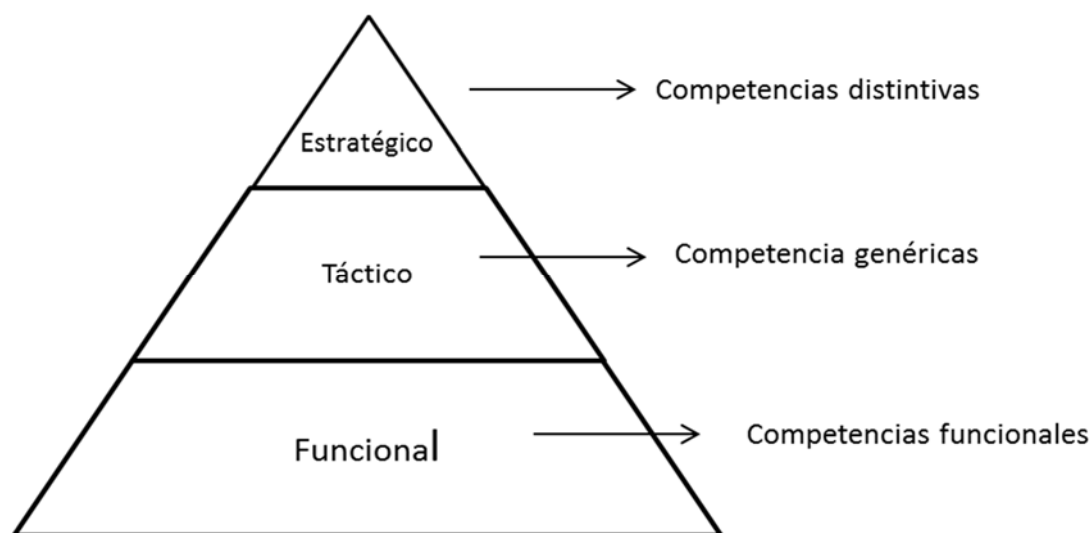 Competencias distintivas
Estratégico
Competencia genéricas
Táctico
Competencias funcionales
Funcional